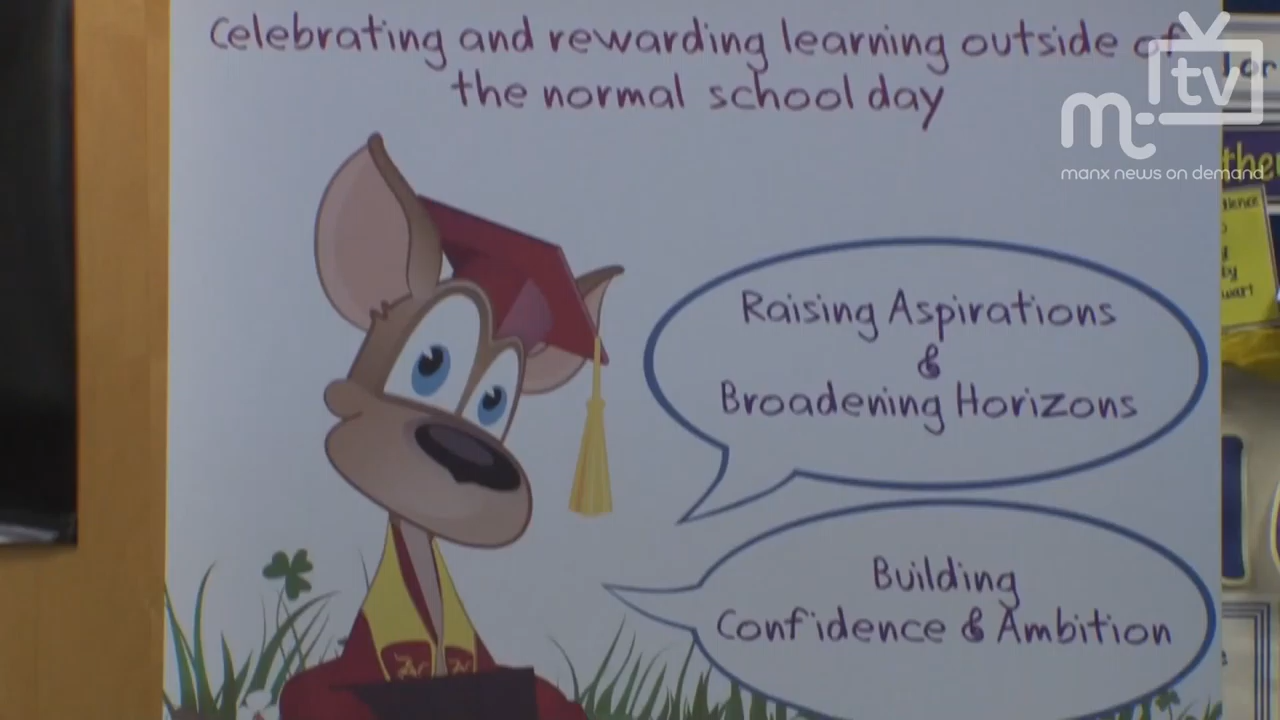 Celebrating and rewarding learning outside of
the normal school day
m tv
manx news on demand
Raising Aspirations
&
Broadening Horizons
Building
Confidence & Ambition